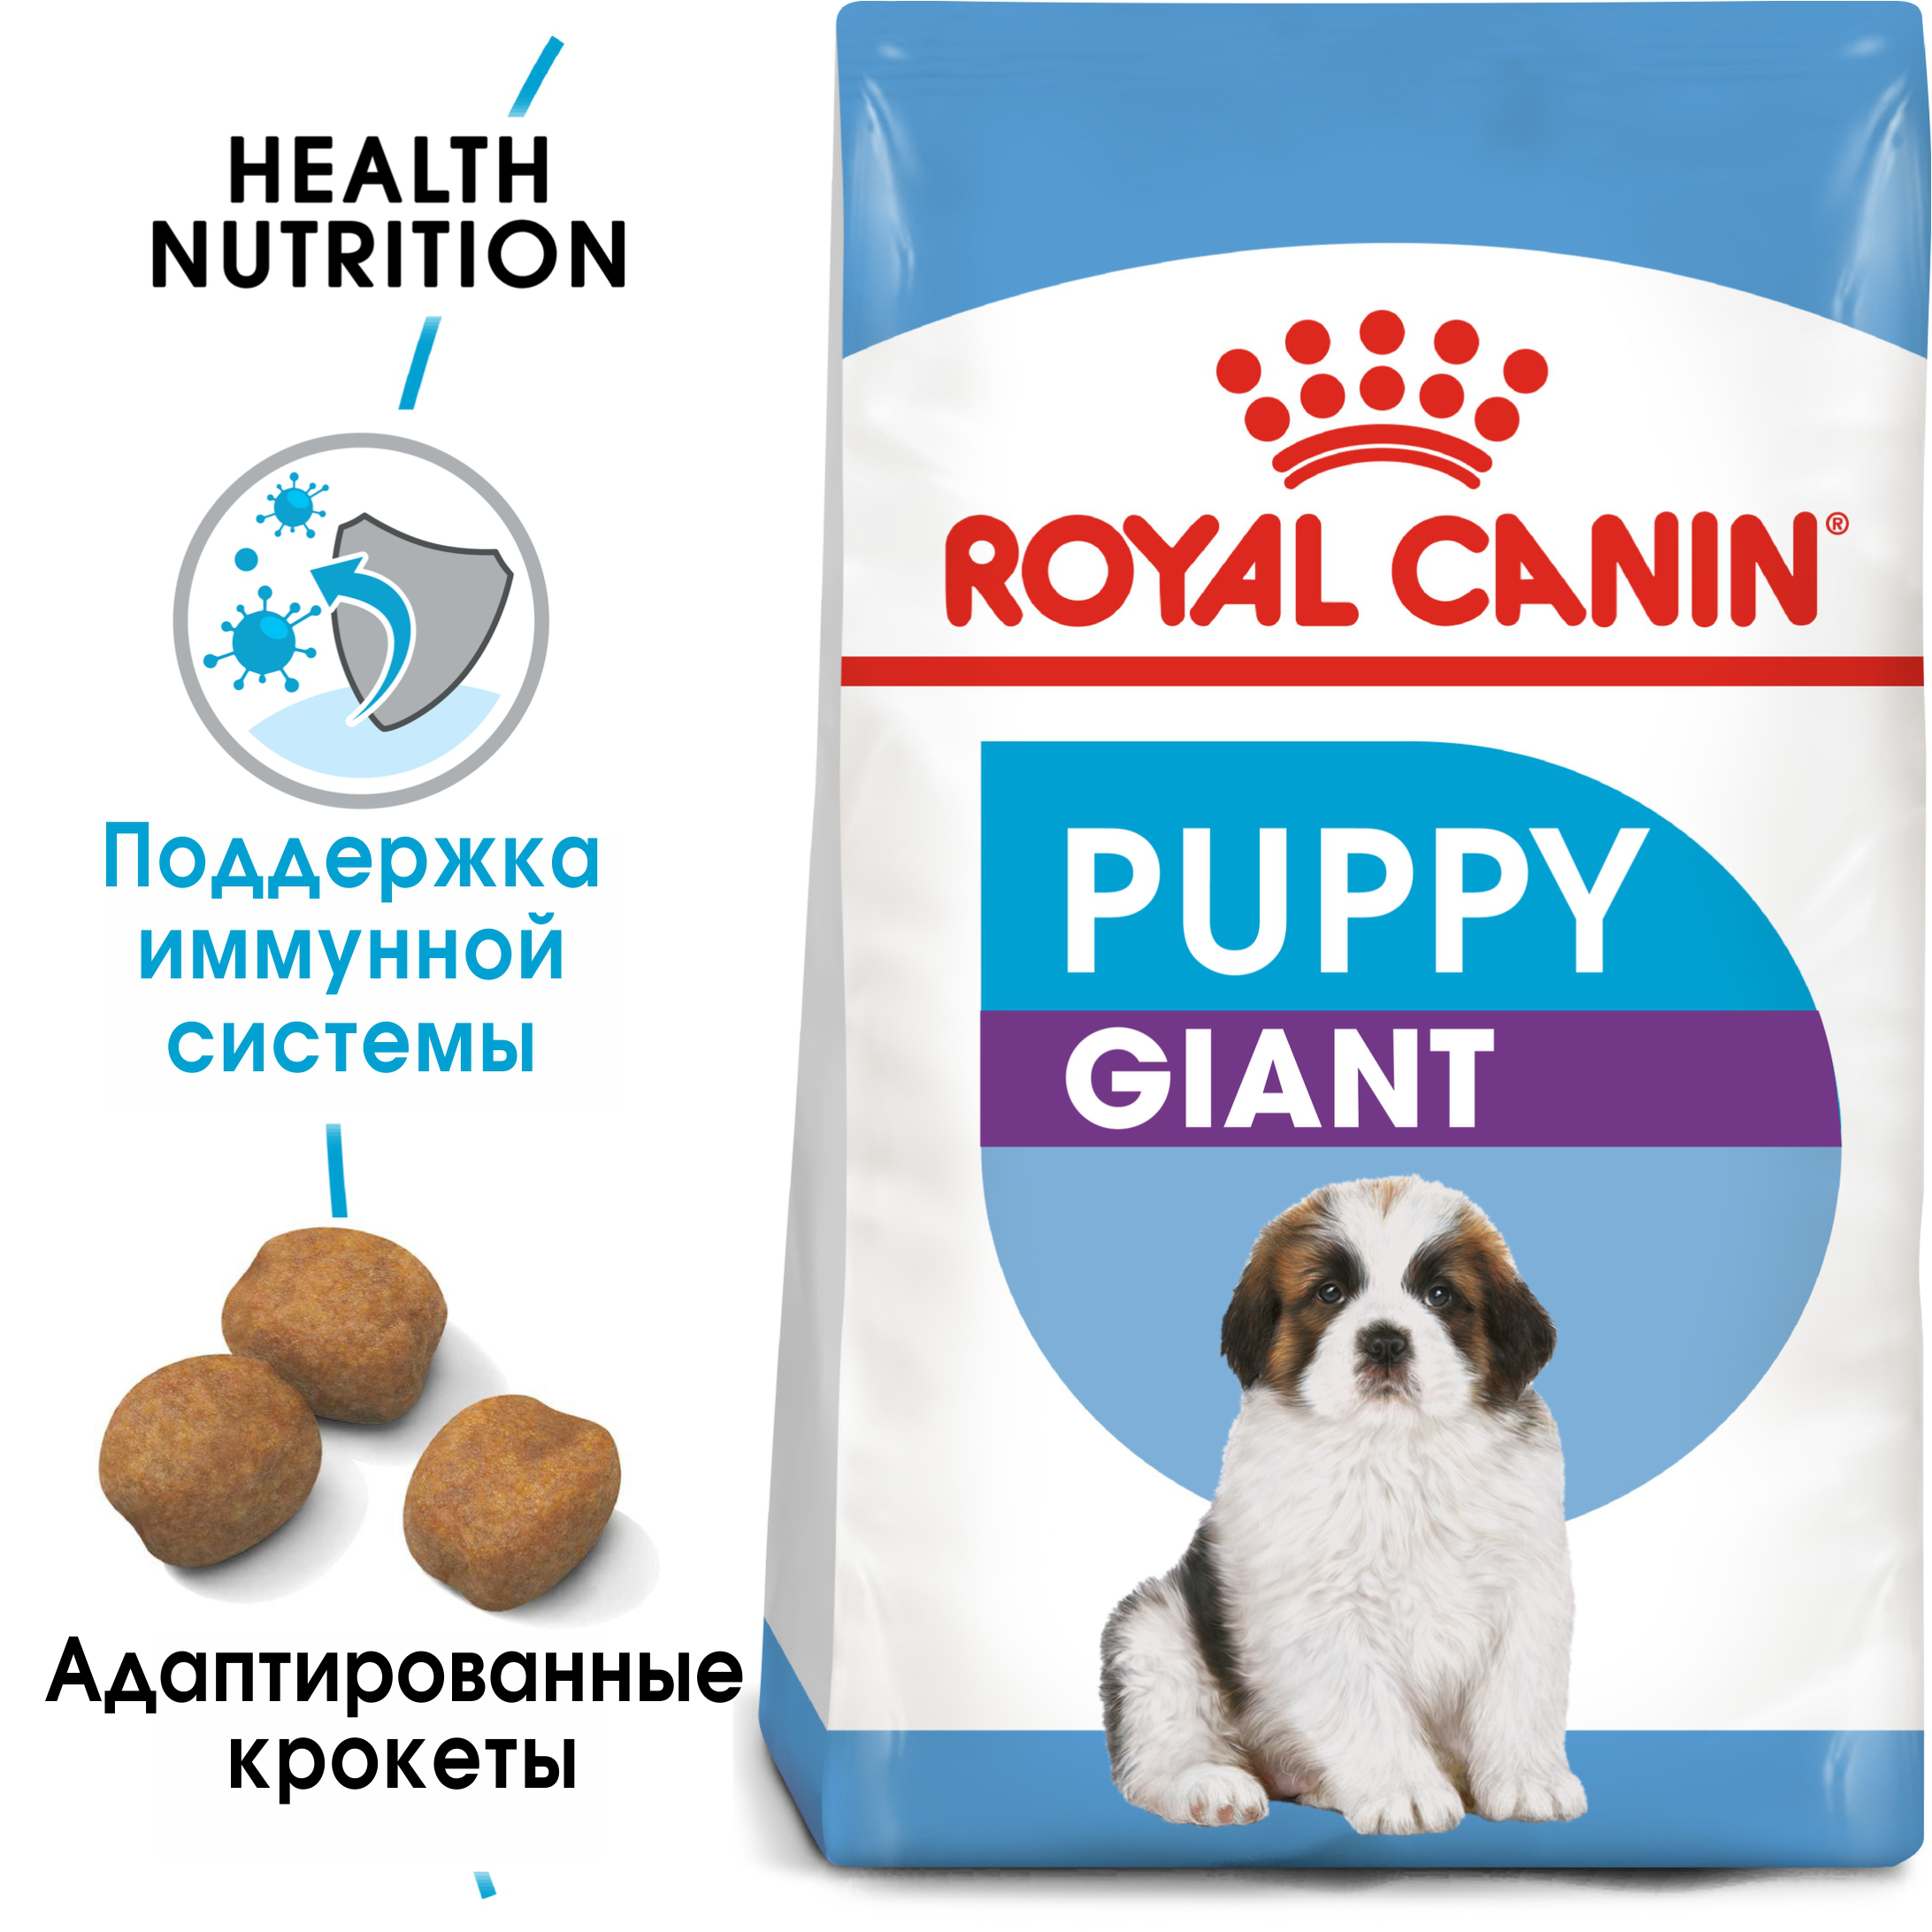 HEALTH
NUTRITION
Поддержка
иммунной
системы
Адаптированные
крокеты
ROYAL CANIN®
PUPPY
GIANT